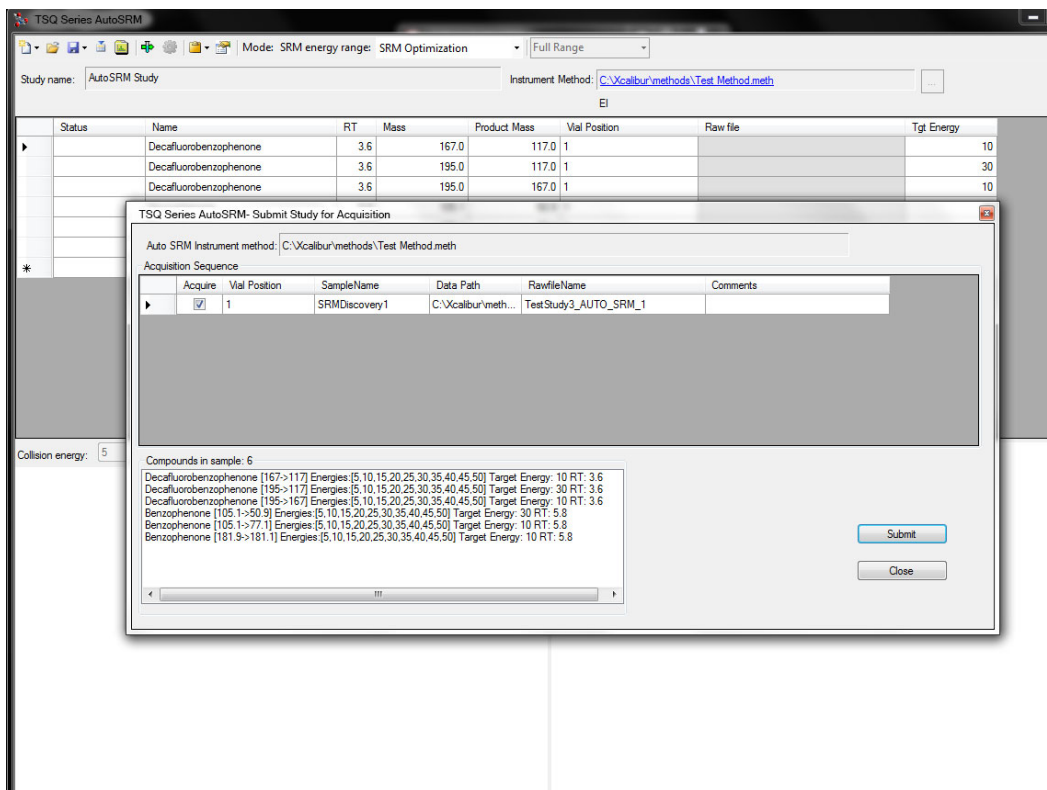 TSQ Series AutoSRM
Mode: SRM energy range: SRM Optimization Full Range
Study name: AutoSRM Study Instrument Method: C:\Xcalibur\methods\Test Method.meth ...
EI
Status Name RT Mass Product Mass Vial Position Raw file Tgt Energy
Decafluorobenzophenone 3.6 167.0 117.0 1 10
Decafluorobenzophenone 3.6 195.0 117.0 1 30
Decafluorobenzophenone 3.6 195.0 167.0 1 10
TSQ Series AutoSRM- Submit Study for Acquisition
Auto SRM Instrument method: C:\Xcalibur\methods\Test Method.meth
Acquisition Sequence
Acquire Vial Position SampleName Data Path RawfileName Comments
1 SRMDiscovery1 C:\Xcalibur\meth... TestStudy3_AUTO_SRM_1
Collision energy: 5
Compounds in sample: 6
Decafluorobenzophenone [167->117] Energies:[5,10,15,20,25,30,35,40,45,50] Target Energy: 10 RT: 3.6
Decafluorobenzophenone [195->117] Energies:[5,10,15,20,25,30,35,40,45,50] Target Energy: 30 RT: 3.6
Decafluorobenzophenone [195->167] Energies:[5,10,15,20,25,30,35,40,45,50] Target Energy: 10 RT: 3.6
Benzophenone [105.1->50.9] Energies:[5,10,15,20,25,30,35,40,45,50] Target Energy: 30 RT: 5.8
Benzophenone [105.1->77.1] Energies:[5,10,15,20,25,30,35,40,45,50] Target Energy: 10 RT: 5.8
Benzophenone [181.9->181.1] Energies:[5,10,15,20,25,30,35,40,45,50] Target Energy: 10 RT: 5.8
Submit
Close